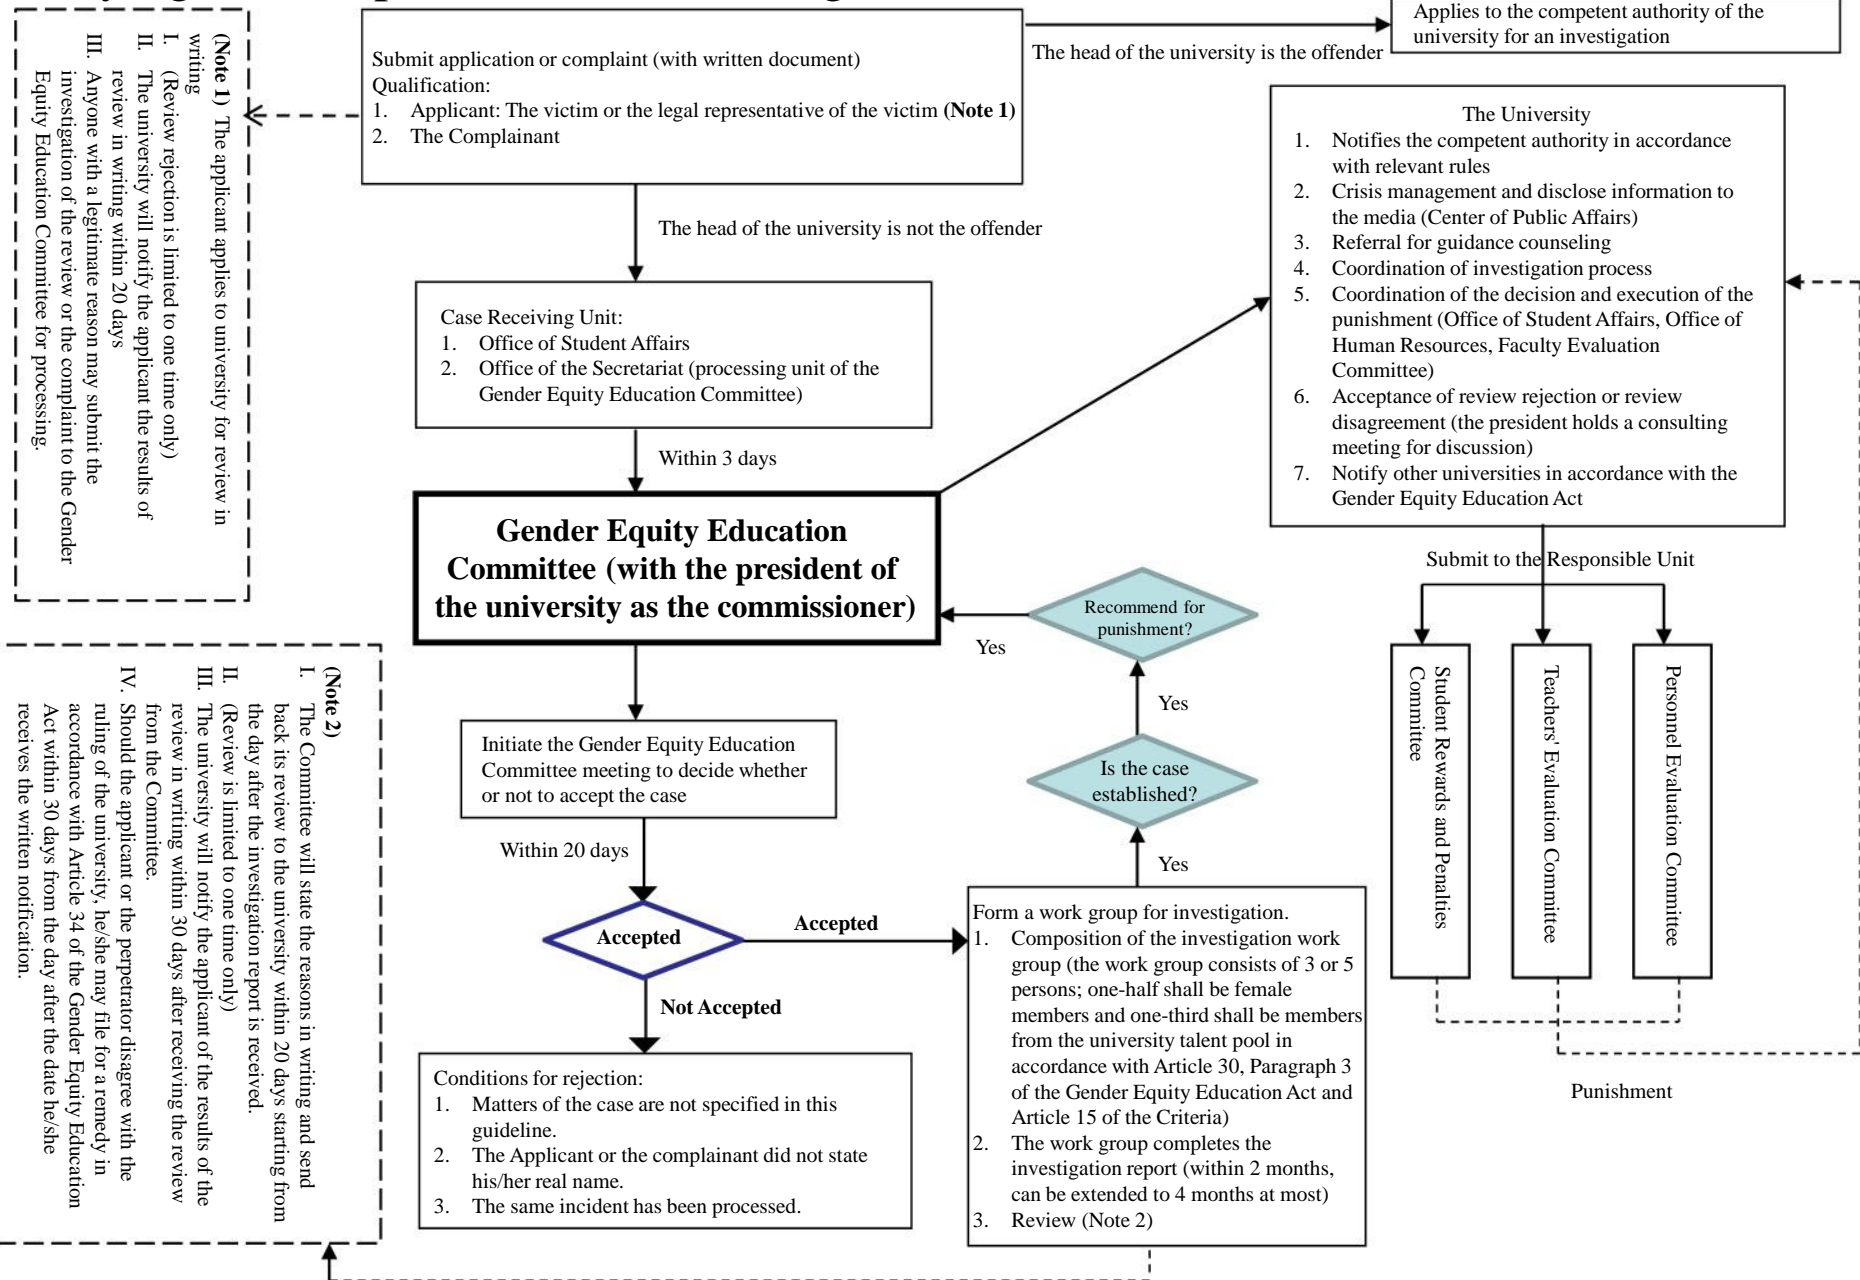 Applies to the competent authority of the
university for an investigation
The head of the university is the offender
Submit application or complaint (with written document)
Qualification:
1. Applicant: The victim or the legal representative of the victim (Note 1)
2. The Complainant
(Note 1) The applicant applies to university for review in
writing
I. (Review rejection is limited to one time only)
II. The university will notify the applicant the results of
review in writing within 20 days
III. Anyone with a legitimate reason may submit the
investigation of the review or the complaint to the Gender
Equity Education Committee for processing.
The head of the university is not the offender
The University
1. Notifies the competent authority in accordance
with relevant rules
2. Crisis management and disclose information to
the media (Center of Public Affairs)
3. Referral for guidance counseling
4. Coordination of investigation process
5. Coordination of the decision and execution of the
punishment (Office of Student Affairs, Office of
Human Resources, Faculty Evaluation
Committee)
6. Acceptance of review rejection or review
disagreement (the president holds a consulting
meeting for discussion)
7. Notify other universities in accordance with the
Gender Equity Education Act
Case Receiving Unit:
1. Office of Student Affairs
2. Office of the Secretariat (processing unit of the
Gender Equity Education Committee)
Within 3 days
Gender Equity Education
Committee (with the president of
the university as the commissioner)
Submit to the Responsible Unit
Recommend for
punishment?
Yes
Yes
Student Rewards and Penalties
Committee
Teachers' Evaluation Committee
Personnel Evaluation Committee
(Note 2)
I. The Committee will state the reasons in writing and send
back its review to the university within 20 days starting from
the day after the investigation report is received.
II. (Review is limited to one time only)
III. The university will notify the applicant of the results of the
review in writing within 30 days after receiving the review
from the Committee.
IV. Should the applicant or the perpetrator disagree with the
ruling of the university, he/she may file for a remedy in
accordance with Article 34 of the Gender Equity Education
Act within 30 days from the day after the date he/she
receives the written notification.
Initiate the Gender Equity Education
Committee meeting to decide whether
or not to accept the case
Is the case
established?
Within 20 days
Yes
Accepted
Accepted
Not Accepted
Form a work group for investigation.
1. Composition of the investigation work
group (the work group consists of 3 or 5
persons; one-half shall be female
members and one-third shall be members
from the university talent pool in
accordance with Article 30, Paragraph 3
of the Gender Equity Education Act and
Article 15 of the Criteria)
2. The work group completes the
investigation report (within 2 months,
can be extended to 4 months at most)
3. Review (Note 2)
Conditions for rejection:
1. Matters of the case are not specified in this
guideline.
2. The Applicant or the complainant did not state
his/her real name.
3. The same incident has been processed.
Punishment